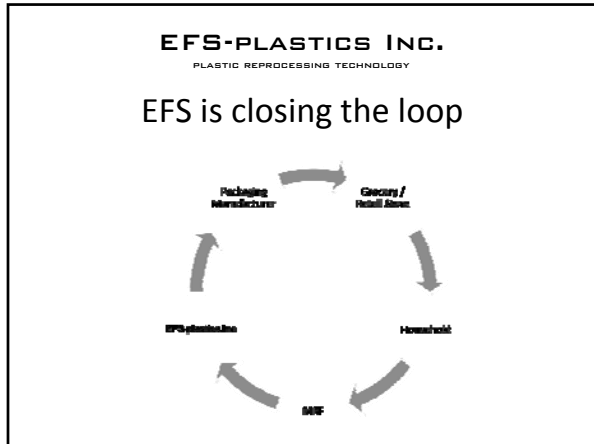 EFS-PLASTICS INC.
PLASTIC REPROCESSING TECHNOLOGY
EFS is closing the loop
Packaging
Manufacturer
Grocery /
Retail Store
Household
MRF
EFS-plastics Inc